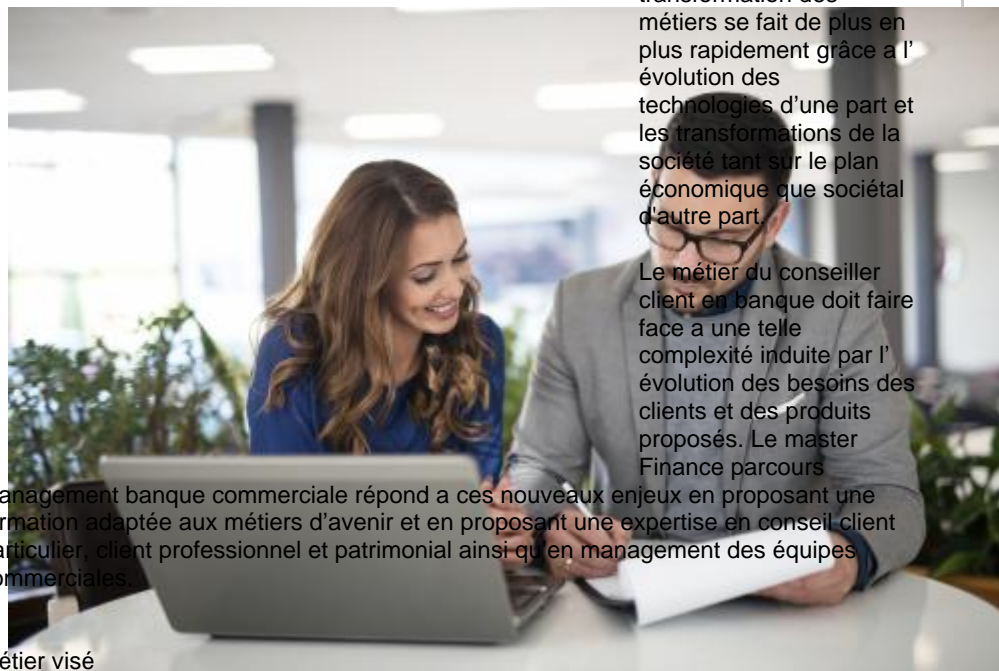 métiers se fait de plus en
plus rapidement grâce a l'
évolution des
technologies d'une part et
les transformations de la
société tant sur le plan
économique que sociétal
d'autre part.
Le métier du conseiller
client en banque doit faire
face a une telle
complexité induite par l'
évolution des besoins des
clients et des produits
proposés. Le master
Finance parcours
anagement banque commerciale répond a ces nouveaux enjeux en proposant une
rmation adaptée aux métiers d'avenir et en proposant une expertise en conseil client
articulier, client professionnel et patrimonial ainsi qu'en management des équipes
ommerciales.
étier visé